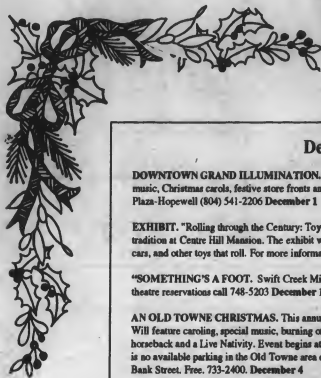 De
DOWNTOWN GRAND ILLUMINATION.
music, Christmas carols, festive store fronts an
Plaza-Hopewell (804) 541-2206 December 1
EXHIBIT. "Rolling through the Century: Toy
tradition at Centre Hill Mansion. The exhibit w
cars, and other toys that roll. For more informa
"SOMETHING'S A FOOT. Swift Creek Mi
theatre reservations call 748-5203 December 1
AN OLD TOWNE CHRISTMAS. This annu
Will feature caroling, special music, burning o
horseback and a Live Nativity. Event begins at
is no available parking in the Old Towne area o
Bank Street. Free. 733-2400. December 4